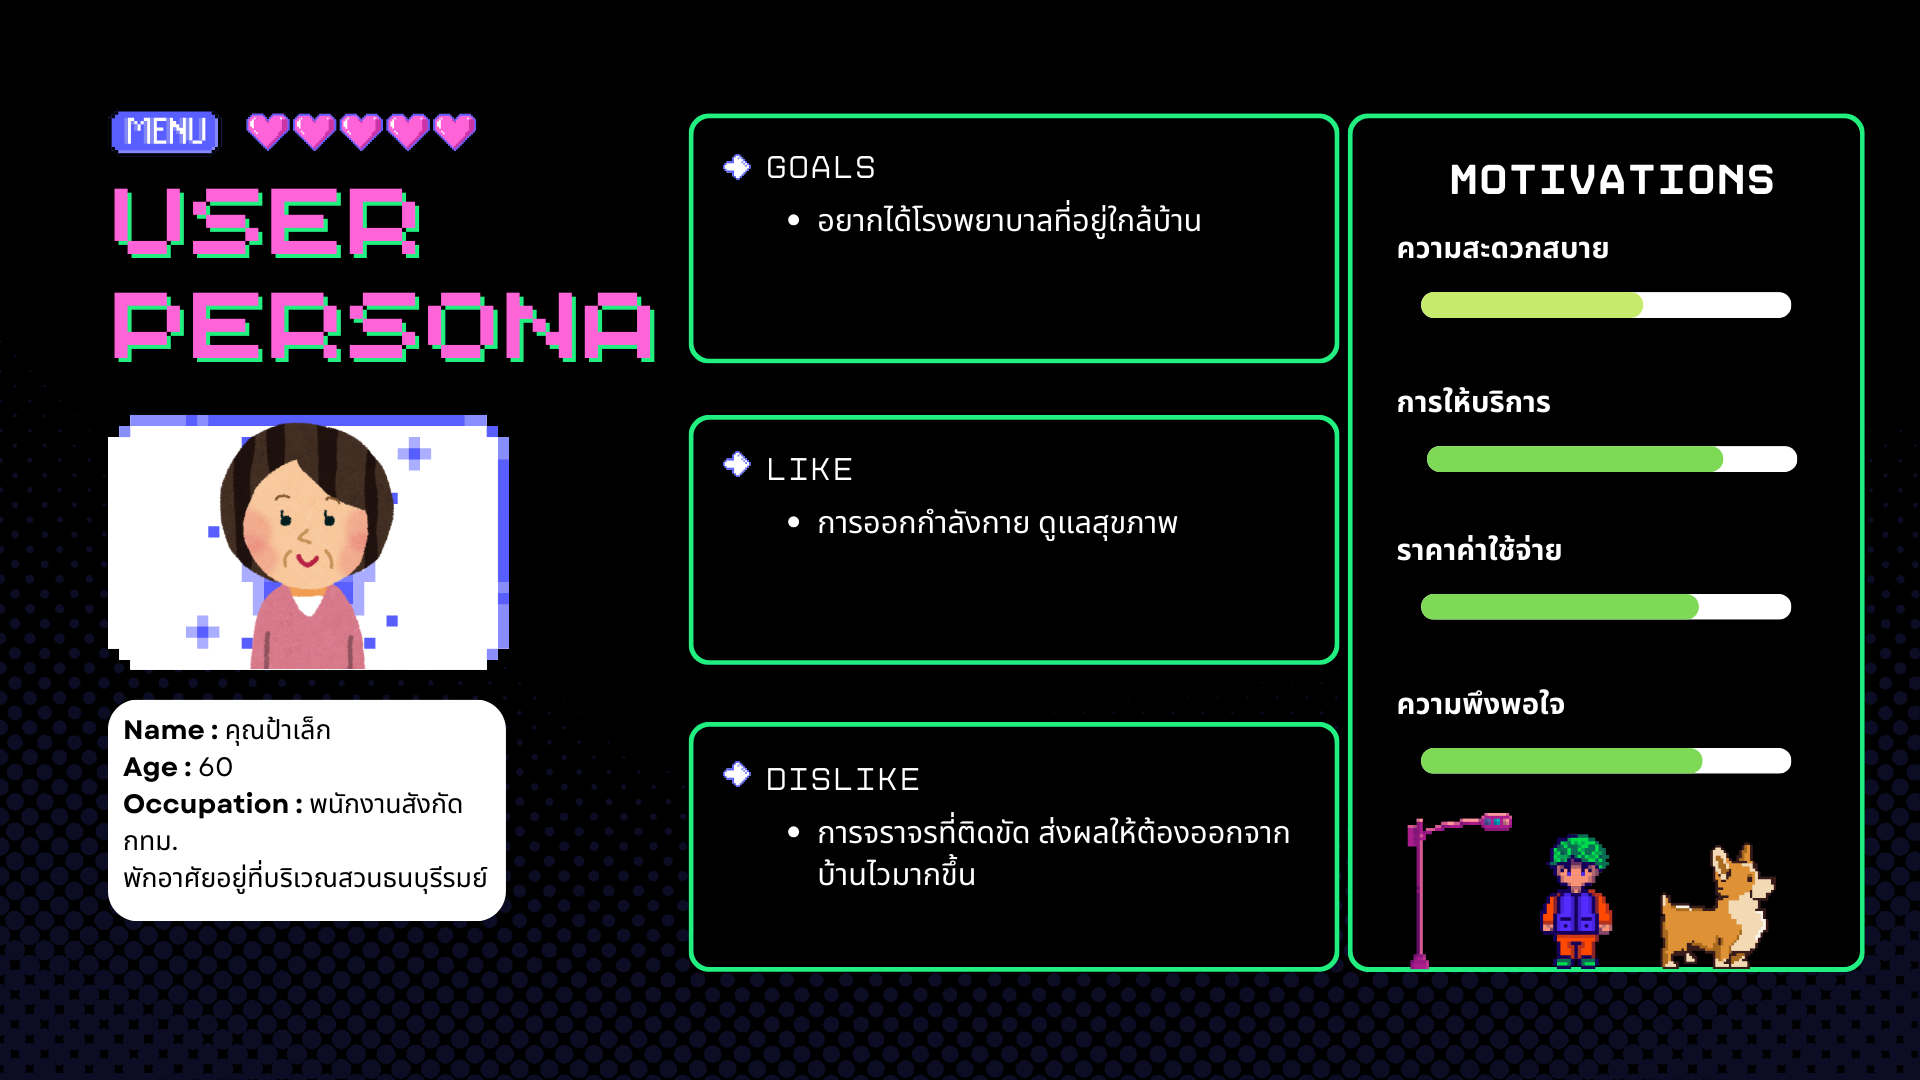 MENU
USER
PERSONA
Name : คุณป้าเล็ก
Age : 60
Occupation : พนักงานสังกัด
กทม.
พักอาศัยอยู่ที่บริเวณสวนธนบุรีรมย์
GOALS
• อยากได้โรงพยาบาลที่อยู่ใกล้บ้าน
LIKE
• การออกกำลังกาย ดูแลสุขภาพ
DISLIKE
• การจราจรที่ติดขัด ส่งผลให้ต้องออกจาก
บ้านไวมากขึ้น
MOTIVATIONS
ความสะดวกสบาย
การให้บริการ
ราคาค่าใช้จ่าย
ความพึงพอใจ